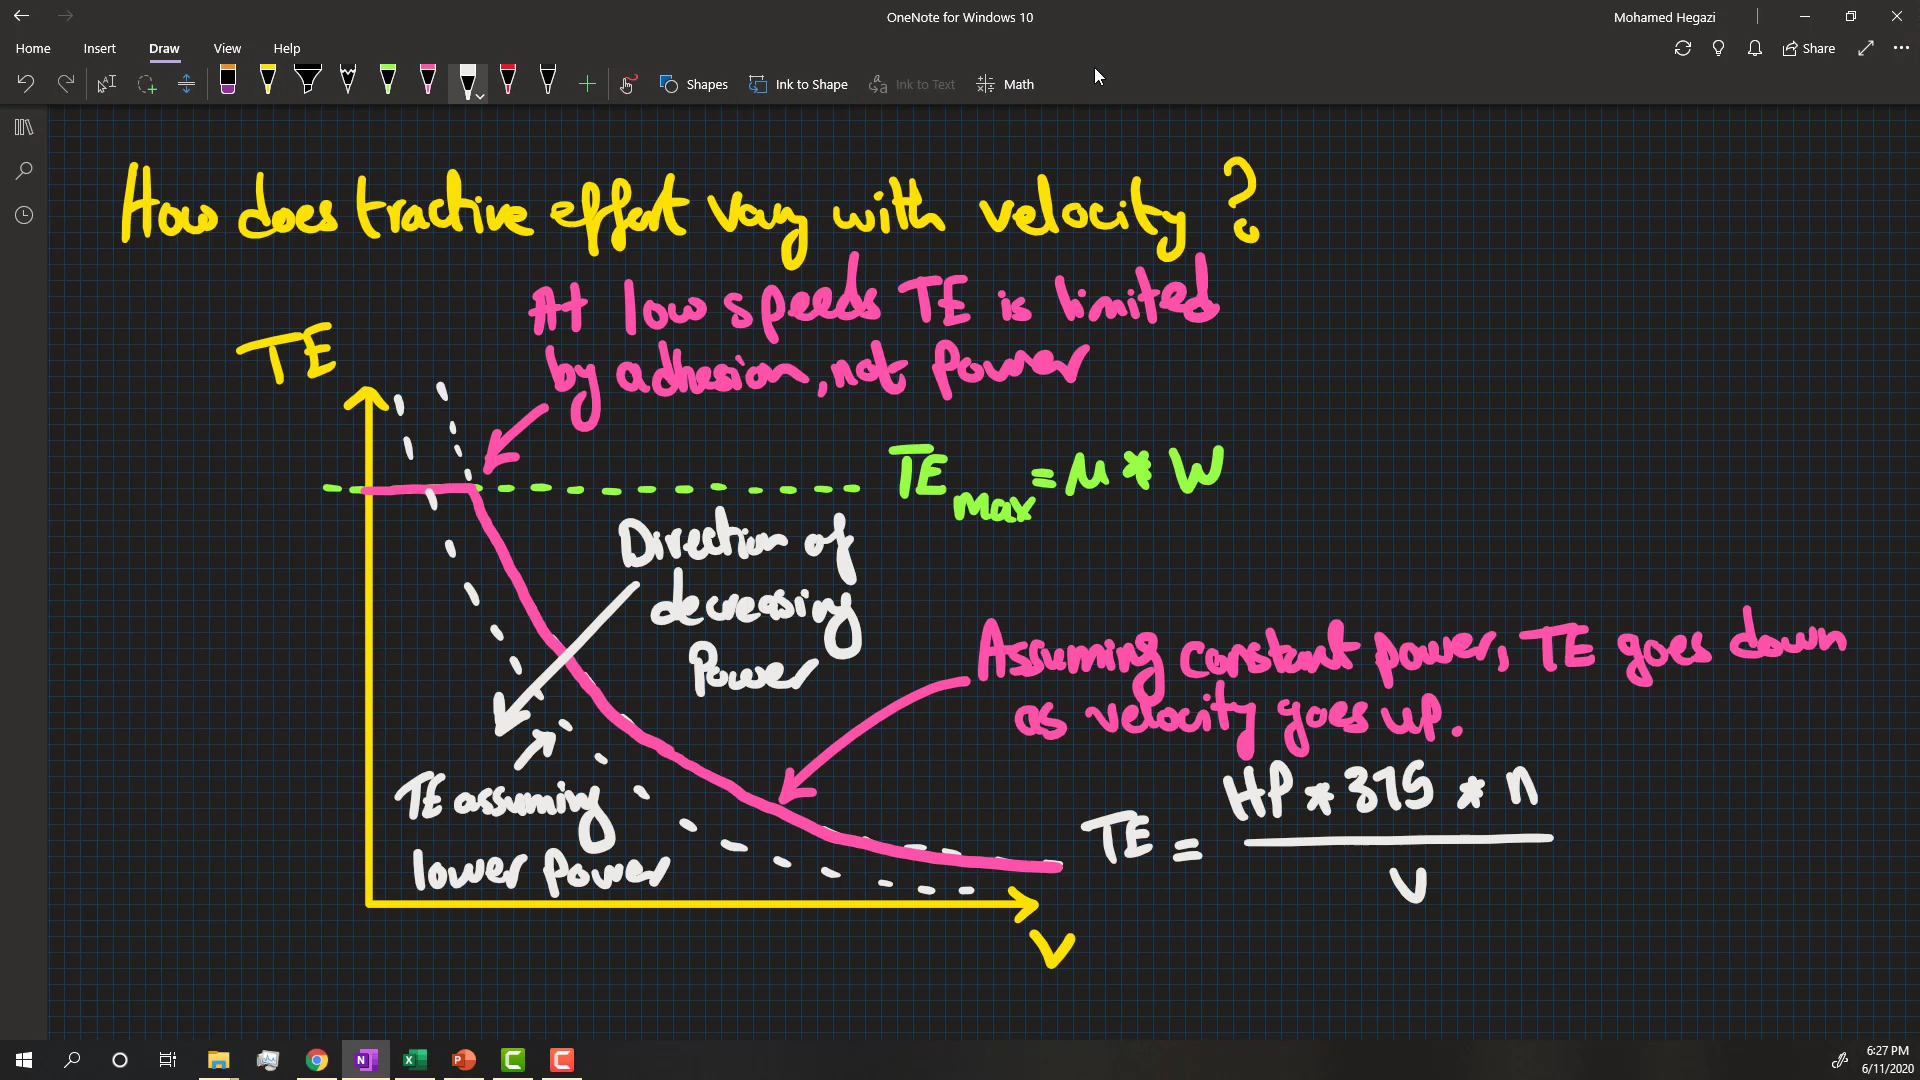 OneNote for Windows 10
Mohamed Hegazi
Home Insert Draw View Help
Share
Shapes Ink to Shape Ink to Text Math
How does tractive effort vary with velocity?
At low speeds TE is limited
by adhesion, not Power
TE
TE max = μ * W
Direction of
decreasing
Power
Assuming constant power, TE goes down
as velocity goes up.
TE assuming
lower Power
TE = HP * 375 * n
V
V
6:27 PM
6/11/2020